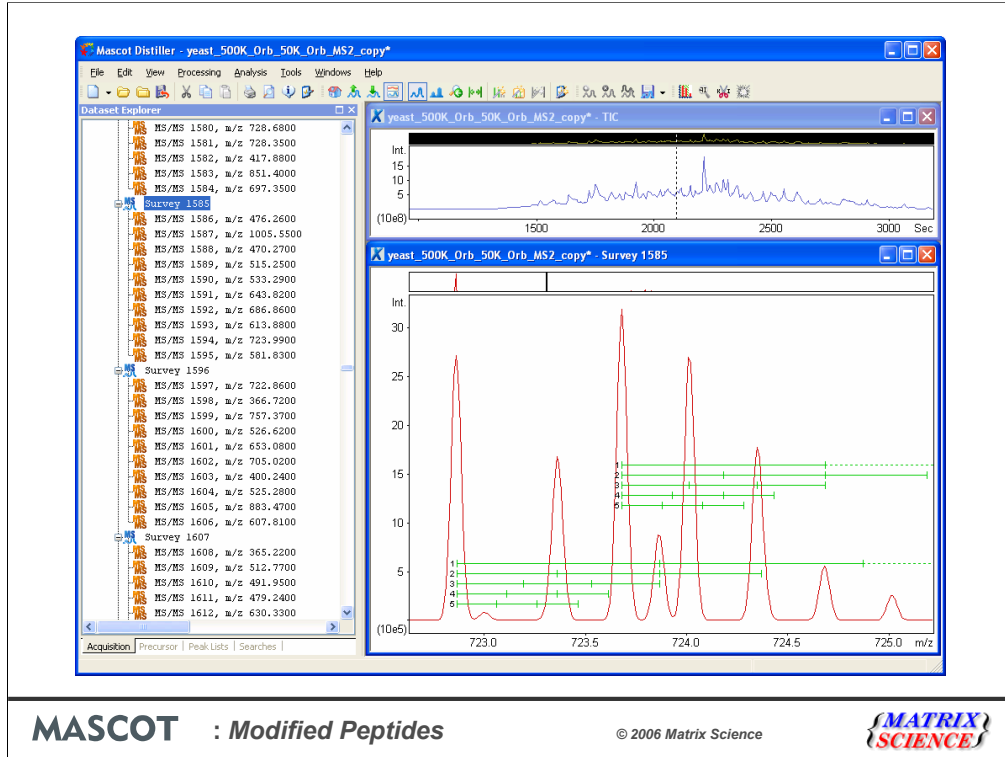 Mascot Distiller - yeast_500K_Orb_50K_Orb_MS2_copy*
File Edit View Processing Analysis Tools Windows Help
Dataset Explorer
MS/MS 1580, m/z 728.6800
MS/MS 1581, m/z 728.3500
MS/MS 1582, m/z 417.8800
MS/MS 1583, m/z 851.4000
MS/MS 1584, m/z 697.3500
Survey 1585
MS/MS 1586, m/z 476.2600
MS/MS 1587, m/z 1005.5500
MS/MS 1588, m/z 470.2700
MS/MS 1589, m/z 515.2500
MS/MS 1590, m/z 533.2900
MS/MS 1591, m/z 643.8200
MS/MS 1592, m/z 686.8600
MS/MS 1593, m/z 613.8800
MS/MS 1594, m/z 723.9900
MS/MS 1595, m/z 581.8300
Survey 1596
MS/MS 1597, m/z 722.8600
MS/MS 1598, m/z 366.7200
MS/MS 1599, m/z 757.3700
MS/MS 1600, m/z 526.6200
MS/MS 1601, m/z 653.0800
MS/MS 1602, m/z 705.0200
MS/MS 1603, m/z 400.2400
MS/MS 1604, m/z 525.2800
MS/MS 1605, m/z 883.4700
MS/MS 1606, m/z 607.8100
Survey 1607
MS/MS 1608, m/z 365.2200
MS/MS 1609, m/z 512.7700
MS/MS 1610, m/z 491.9500
MS/MS 1611, m/z 479.2400
MS/MS 1612, m/z 630.3300
Acquisition Precursor Peak Lists Searches
yeast_500K_Orb_50K_Orb_MS2_copy* - TIC
Int.
15
10
5
(10e8)
1500 2000 2500 3000 Sec
yeast_500K_Orb_50K_Orb_MS2_copy* - Survey 1585
Int.
30
25
20
15
10
5
(10e5)
1
2
3
4
5
1
2
3
4
5
723.0 723.5 724.0 724.5 725.0 m/z
MASCOT : Modified Peptides © 2006 Matrix Science
MATRIX
SCIENCE